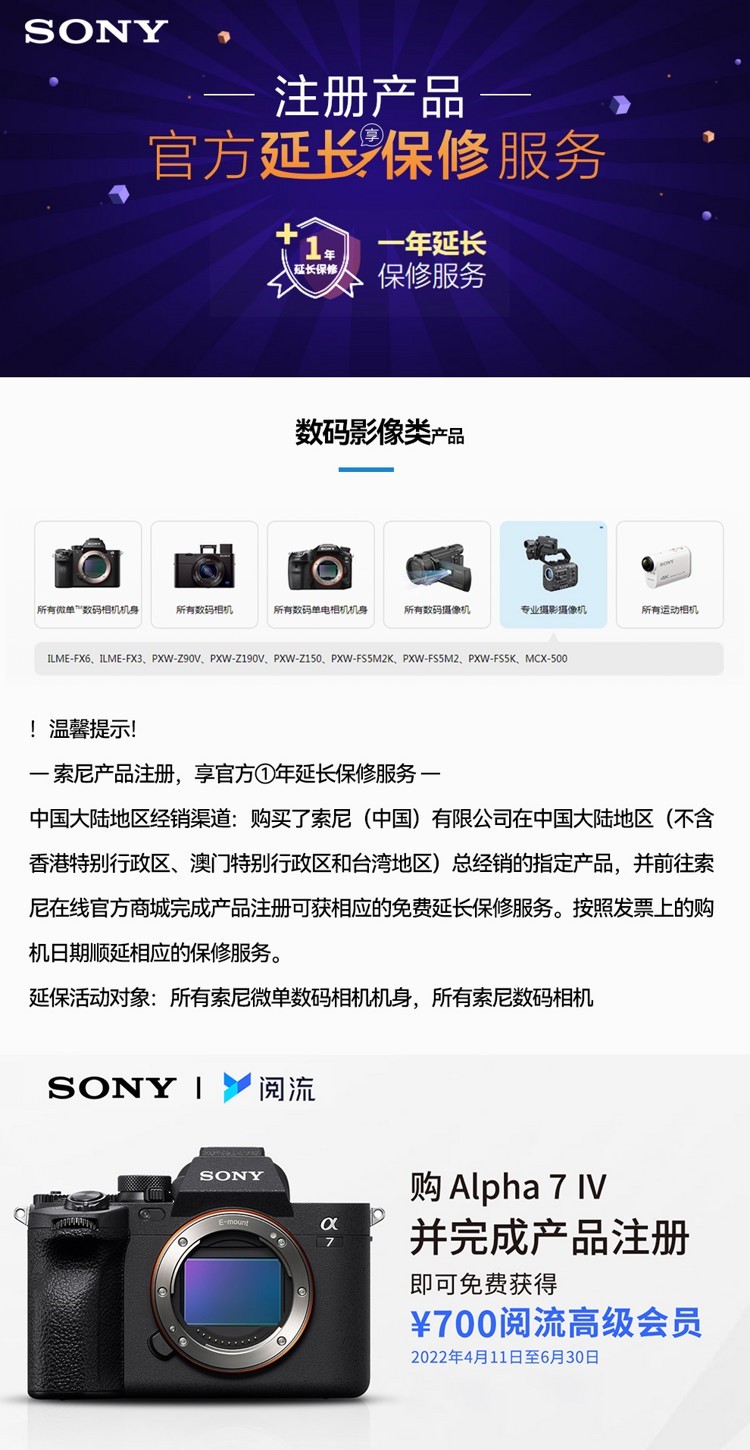 SONY
注册产品
官方延长保修服务
享
+1年
延长保修
一年延长
保修服务
数码影像类产品
所有微单™数码相机机身
所有数码相机
所有数码单电相机机身
所有数码摄像机
专业摄影摄像机
所有运动相机
ILME-FX6、ILME-FX3、PXW-Z90V、PXW-Z190V、PXW-Z150、PXW-FS5M2K、PXW-FS5M2、PXW-FS5K、MCX-500
！温馨提示!
— 索尼产品注册，享官方①年延长保修服务 —
中国大陆地区经销渠道：购买了索尼（中国）有限公司在中国大陆地区（不含
香港特别行政区、澳门特别行政区和台湾地区）总经销的指定产品，并前往索
尼在线官方商城完成产品注册可获相应的免费延长保修服务。按照发票上的购
机日期顺延相应的保修服务。
延保活动对象：所有索尼微单数码相机机身，所有索尼数码相机
SONY | 阅流
SONY
E-mount
α
7
购 Alpha 7 IV
并完成产品注册
即可免费获得
¥700阅流高级会员
2022年4月11日至6月30日